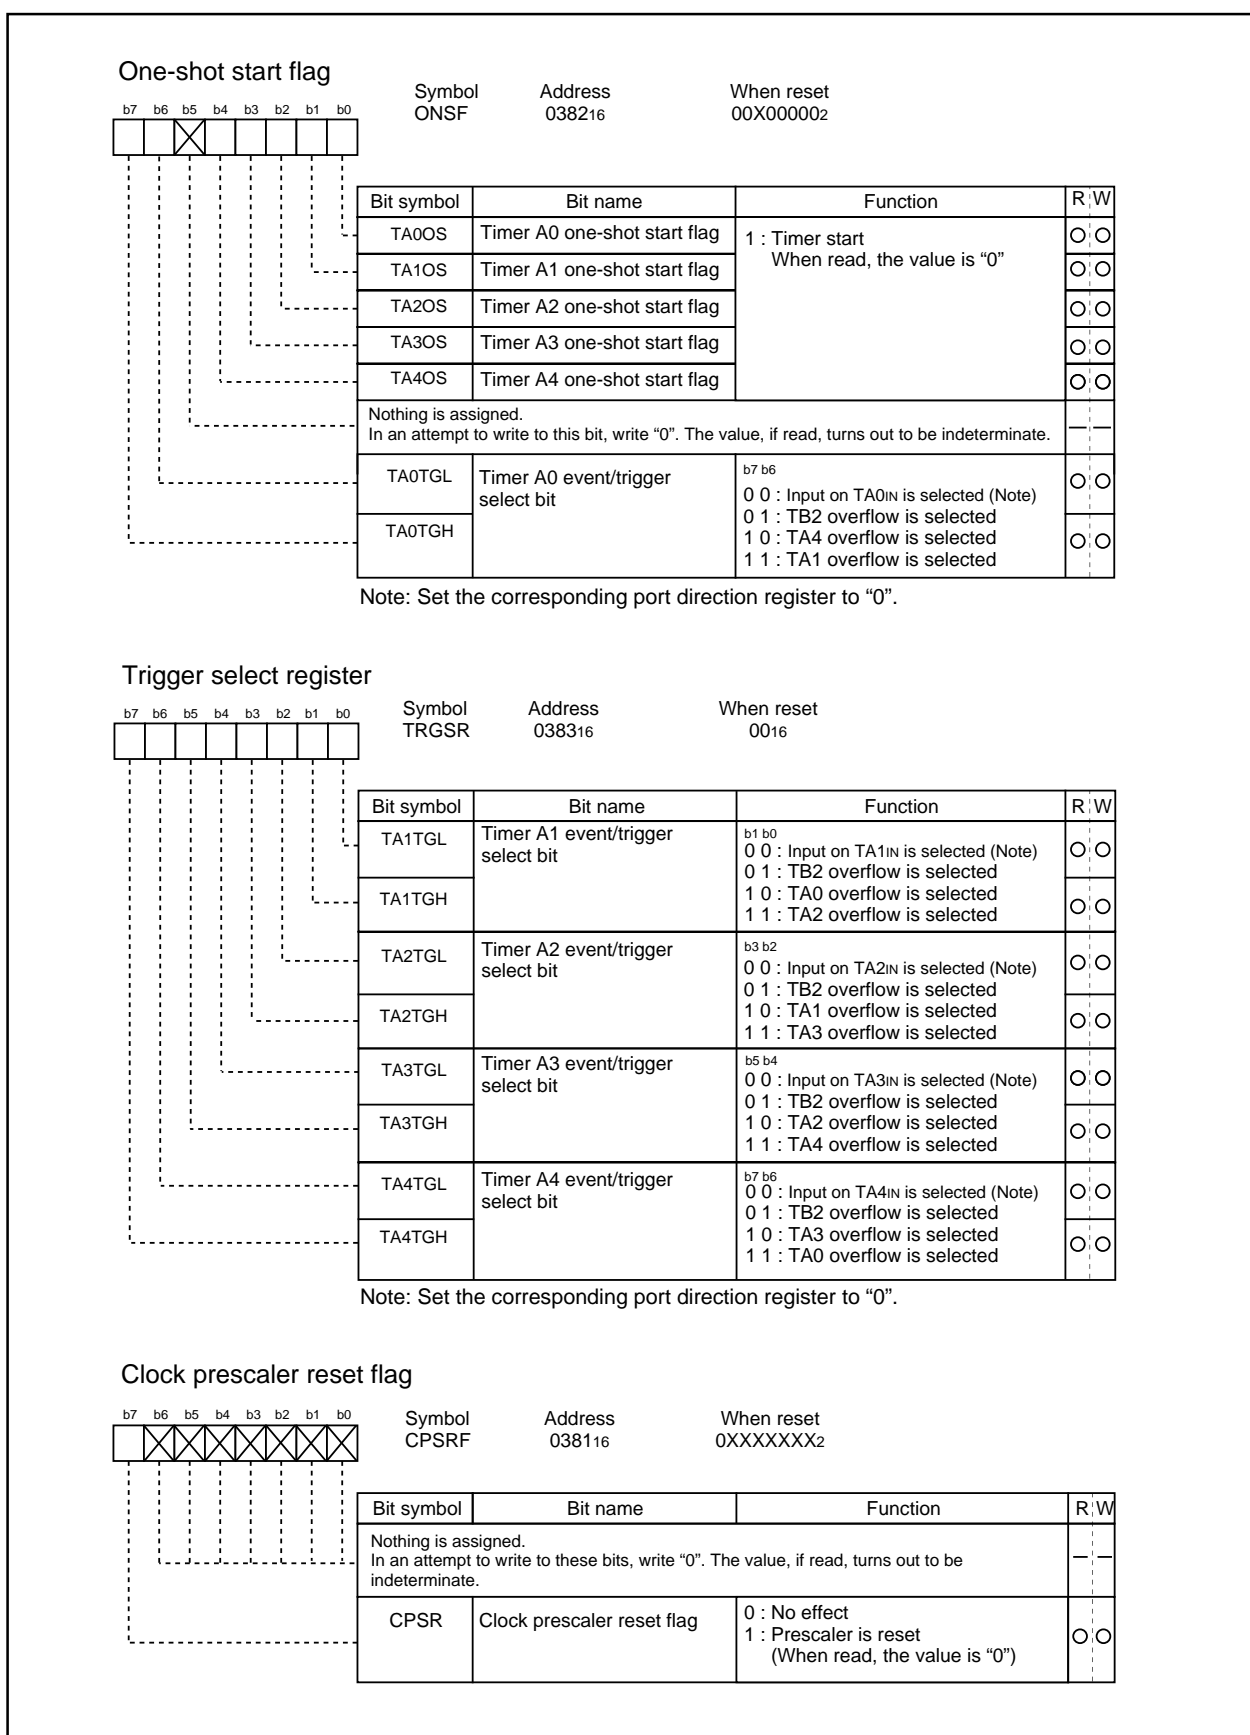 One-shot start flag
Symbol Address When reset
ONSF 038216 00X000002
b7 b6 b5 b4 b3 b2 b1 b0
Bit symbol Bit name Function R W
TA0OS Timer A0 one-shot start flag 1 : Timer start
When read, the value is “0”
TA1OS Timer A1 one-shot start flag
TA2OS Timer A2 one-shot start flag
TA3OS Timer A3 one-shot start flag
TA4OS Timer A4 one-shot start flag
Nothing is assigned.
In an attempt to write to this bit, write “0”. The value, if read, turns out to be indeterminate.
TA0TGL Timer A0 event/trigger
select bit
b7 b6
0 0 : Input on TA0IN is selected (Note)
0 1 : TB2 overflow is selected
TA0TGH 1 0 : TA4 overflow is selected
1 1 : TA1 overflow is selected
Note: Set the corresponding port direction register to “0”.
Trigger select register
Symbol Address When reset
TRGSR 038316 0016
b7 b6 b5 b4 b3 b2 b1 b0
Bit symbol Bit name Function R W
TA1TGL Timer A1 event/trigger
select bit
b1 b0
0 0 : Input on TA1IN is selected (Note)
0 1 : TB2 overflow is selected
TA1TGH 1 0 : TA0 overflow is selected
1 1 : TA2 overflow is selected
TA2TGL Timer A2 event/trigger
select bit
b3 b2
0 0 : Input on TA2IN is selected (Note)
0 1 : TB2 overflow is selected
TA2TGH 1 0 : TA1 overflow is selected
1 1 : TA3 overflow is selected
TA3TGL Timer A3 event/trigger
select bit
b5 b4
0 0 : Input on TA3IN is selected (Note)
0 1 : TB2 overflow is selected
TA3TGH 1 0 : TA2 overflow is selected
1 1 : TA4 overflow is selected
TA4TGL Timer A4 event/trigger
select bit
b7 b6
0 0 : Input on TA4IN is selected (Note)
0 1 : TB2 overflow is selected
TA4TGH 1 0 : TA3 overflow is selected
1 1 : TA0 overflow is selected
Note: Set the corresponding port direction register to “0”.
Clock prescaler reset flag
Symbol Address When reset
CPSRF 038116 0XXXXXXX2
b7 b6 b5 b4 b3 b2 b1 b0
Bit symbol Bit name Function R W
Nothing is assigned.
In an attempt to write to these bits, write “0”. The value, if read, turns out to be
indeterminate.
CPSR Clock prescaler reset flag 0 : No effect
1 : Prescaler is reset
(When read, the value is “0”)